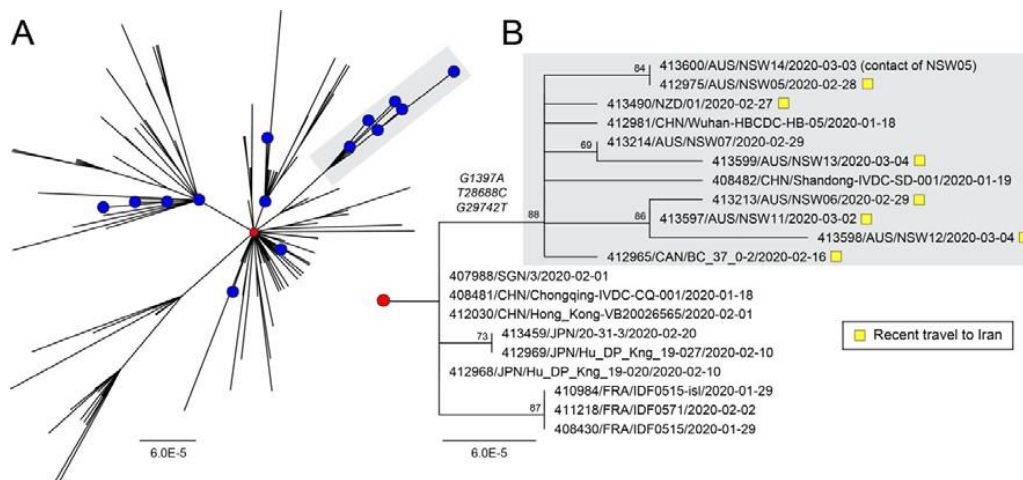 A
B
84
413600/AUS/NSW14/2020-03-03 (contact of NSW05)
412975/AUS/NSW05/2020-02-28
413490/NZD/01/2020-02-27
412981/CHN/Wuhan-HBCDC-HB-05/2020-01-18
413214/AUS/NSW07/2020-02-29
69
413599/AUS/NSW13/2020-03-04
408482/CHN/Shandong-IVDC-SD-001/2020-01-19
G1397A
T28688C
G29742T
88
413213/AUS/NSW06/2020-02-29
86
413597/AUS/NSW11/2020-03-02
413598/AUS/NSW12/2020-03-04
412965/CAN/BC_37_0-2/2020-02-16
407988/SGN/3/2020-02-01
408481/CHN/Chongqing-IVDC-CQ-001/2020-01-18
412030/CHN/Hong_Kong-VB20026565/2020-02-01
73
413459/JPN/20-31-3/2020-02-20
412969/JPN/Hu_DP_Kng_19-027/2020-02-10
412968/JPN/Hu_DP_Kng_19-020/2020-02-10
410984/FRA/IDF0515-isl/2020-01-29
87
411218/FRA/IDF0571/2020-02-02
408430/FRA/IDF0515/2020-01-29
Recent travel to Iran
6.0E-5
6.0E-5